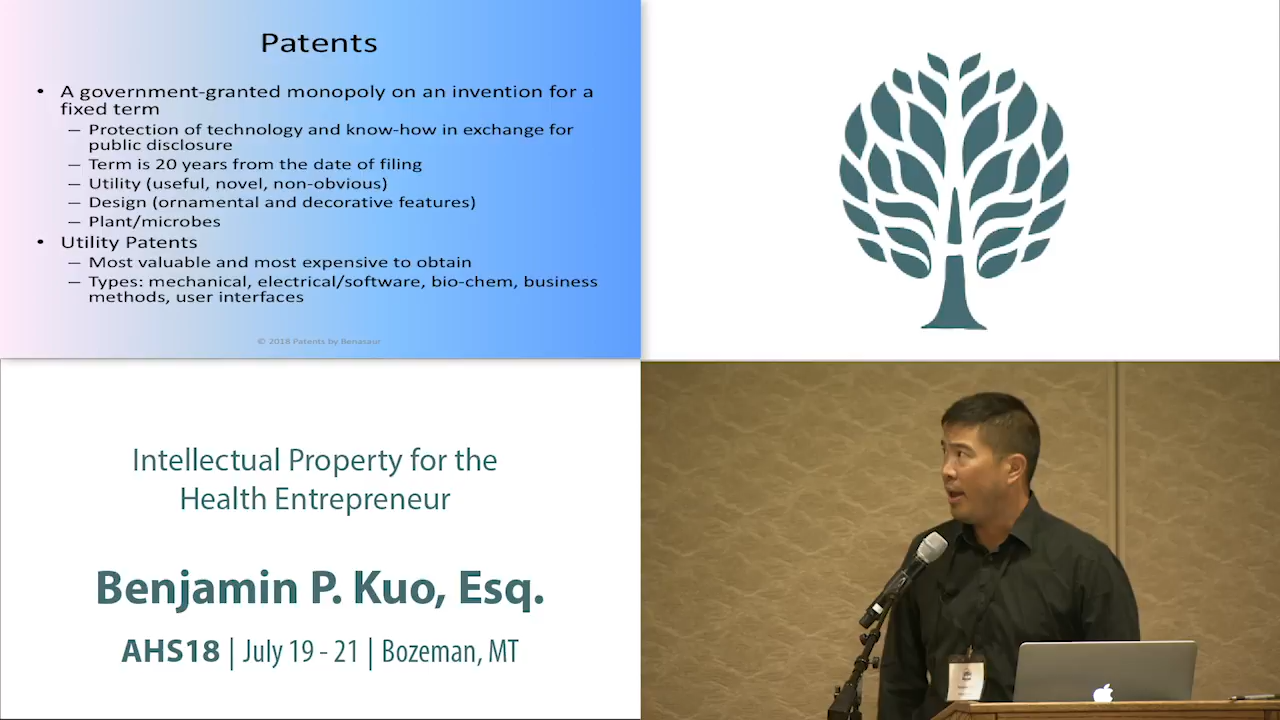 Patents
• A government-granted monopoly on an invention for a
fixed term
– Protection of technology and know-how in exchange for
public disclosure
– Term is 20 years from the date of filing
– Utility (useful, novel, non-obvious)
– Design (ornamental and decorative features)
– Plant/microbes
• Utility Patents
– Most valuable and most expensive to obtain
– Types: mechanical, electrical/software, bio-chem, business
methods, user interfaces
© 2018 Patents by Benasaur
Intellectual Property for the
Health Entrepreneur
Benjamin P. Kuo, Esq.
AHS18 | July 19 - 21 | Bozeman, MT